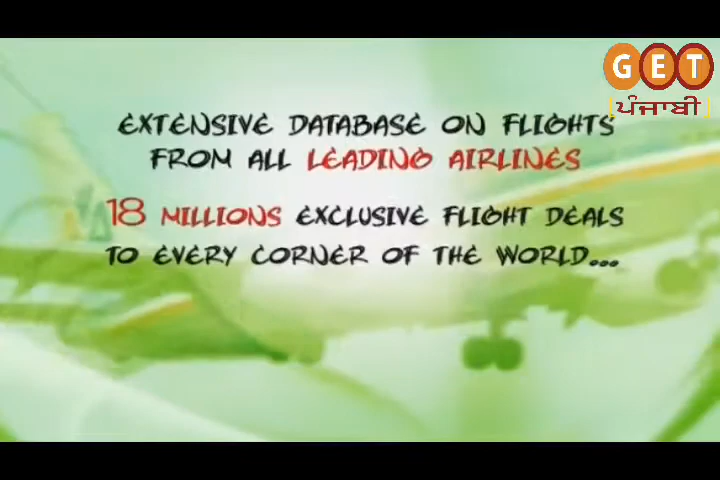 GET
ਪੰਜਾਬੀ
EXTENSIVE DATABASE ON FLIGHTS
FROM ALL LEADING AIRLINES
18 MILLIONS EXCLUSIVE FLIGHT DEALS
TO EVERY CORNER OF THE WORLD...